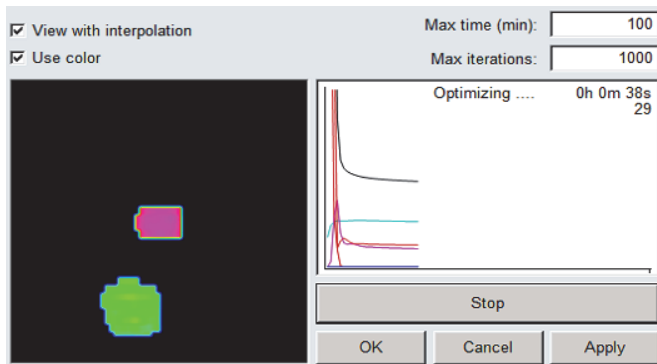 View with interpolation
Max time (min): 100
Use color
Max iterations: 1000
Optimizing .... 0h 0m 38s
29
Stop
OK Cancel Apply